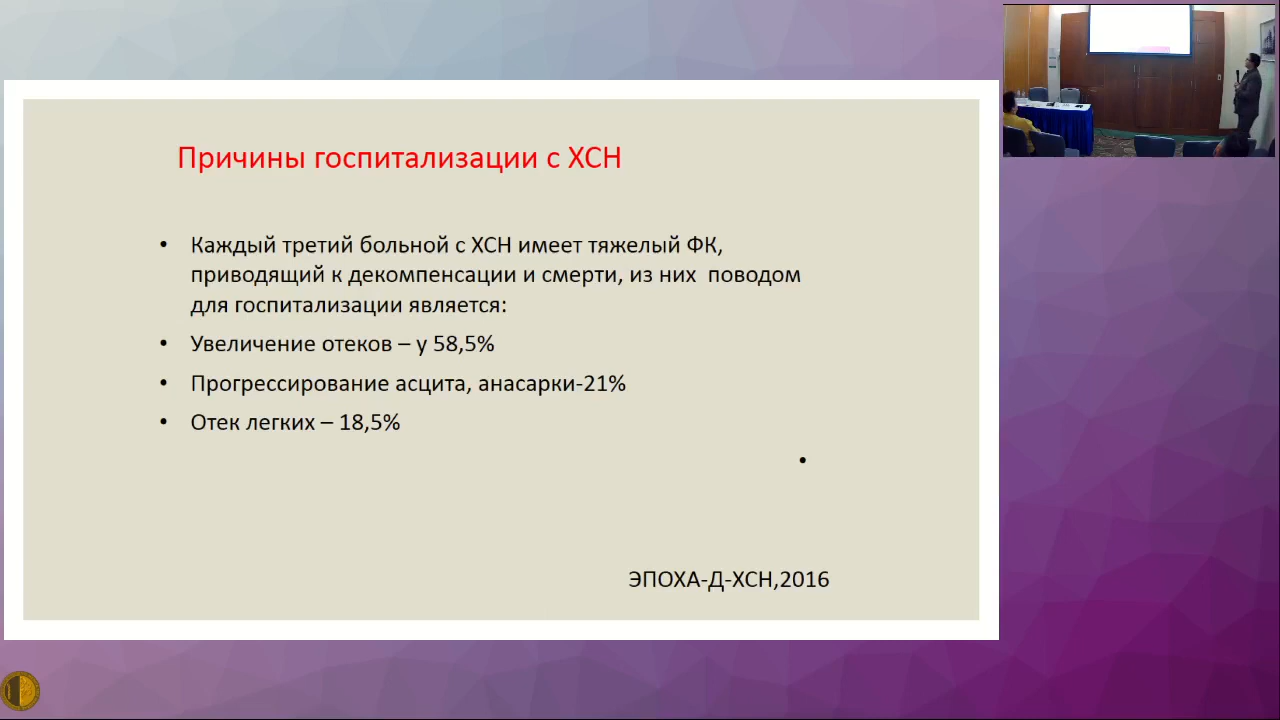 Причины госпитализации с ХСН
• Каждый третий больной с ХСН имеет тяжелый ФК,
приводящий к декомпенсации и смерти, из них  поводом
для госпитализации является:
• Увеличение отеков – у 58,5%
• Прогрессирование асцита, анасарки-21%
• Отек легких – 18,5%
•
ЭПОХА-Д-ХСН,2016